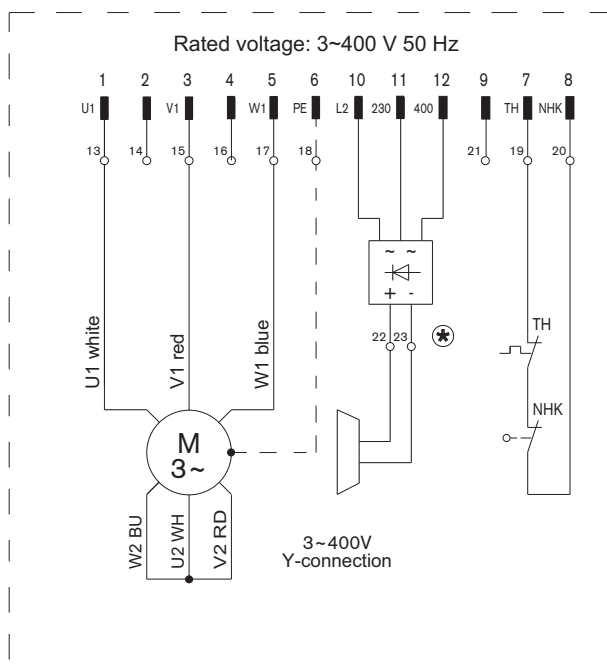 Rated voltage: 3~400 V 50 Hz
1 2 3 4 5 6 10 11 12 9 7 8
U1 V1 W1 PE L2 230 400 TH NHK
13 14 15 16 17 18 21 19 20
~ ~
+ -
22 23 *
U1 white
V1 red
W1 blue
TH
NHK
M
3~
W2 BU
U2 WH
V2 RD
3~400V
Y-connection